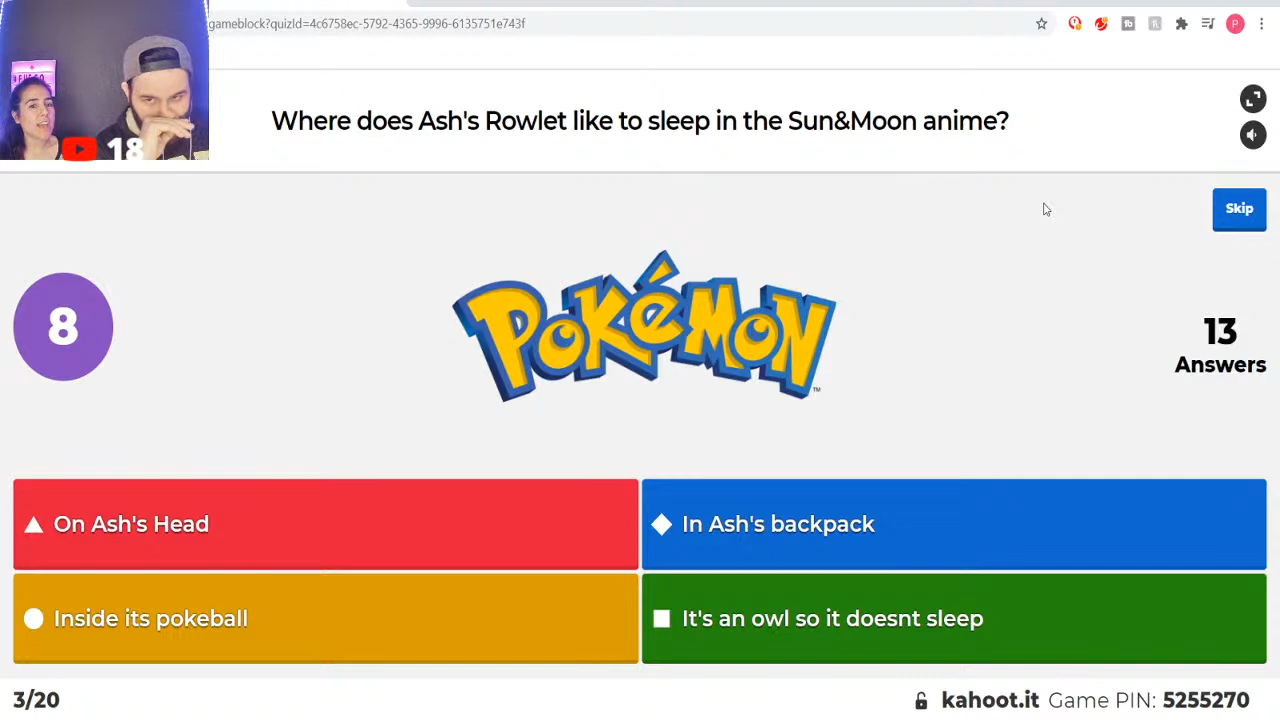 gameblock?quizId=4c6758ec-5792-4365-9996-6135751e743f
18
Where does Ash's Rowlet like to sleep in the Sun&Moon anime?
Skip
8
POKéMON
TM
13
Answers
On Ash's Head
In Ash's backpack
Inside its pokeball
It's an owl so it doesnt sleep
3/20
kahoot.it Game PIN: 5255270